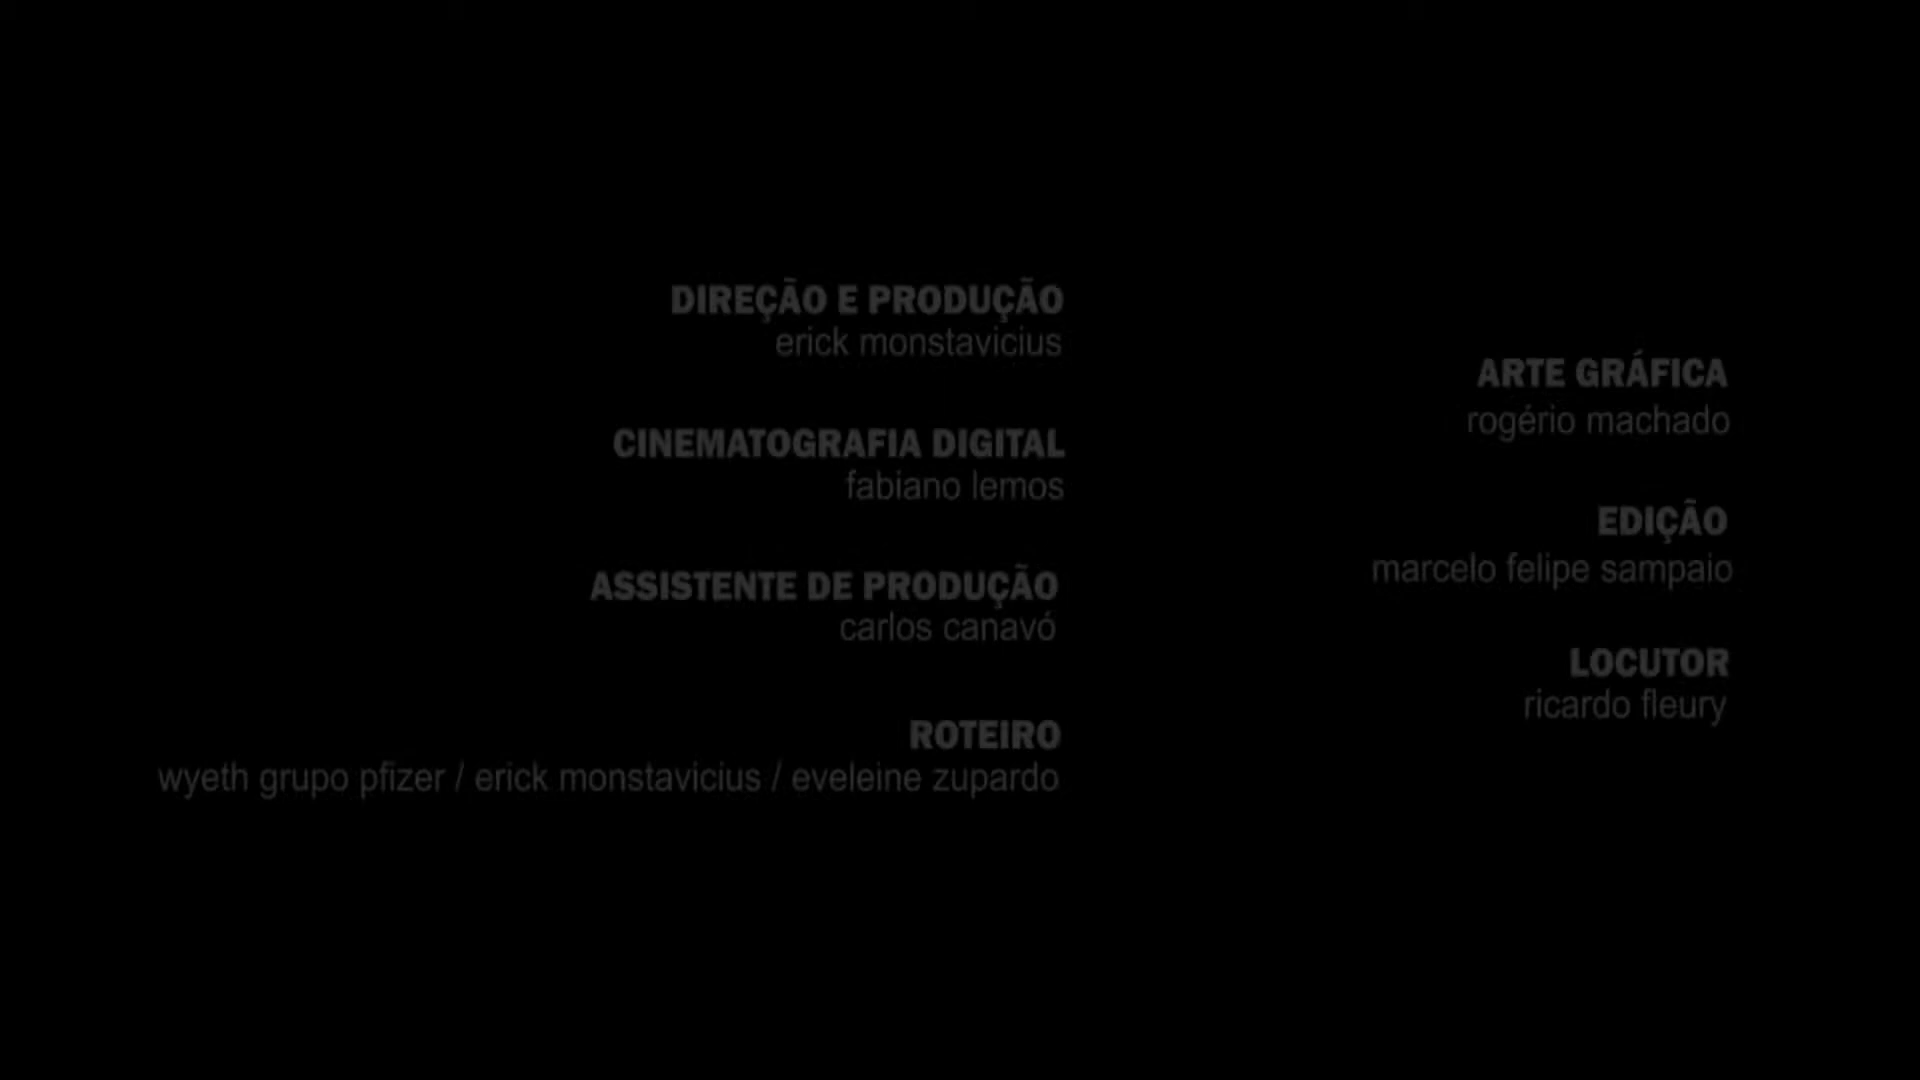 DIREÇÃO E PRODUÇÃO
erick monstavicius
CINEMATOGRAFIA DIGITAL
fabiano lemos
ASSISTENTE DE PRODUÇÃO
carlos canavó
ROTEIRO
wyeth grupo pfizer / erick monstavicius / eveleine zupardo
ARTE GRÁFICA
rogério machado
EDIÇÃO
marcelo felipe sampaio
LOCUTOR
ricardo fleury